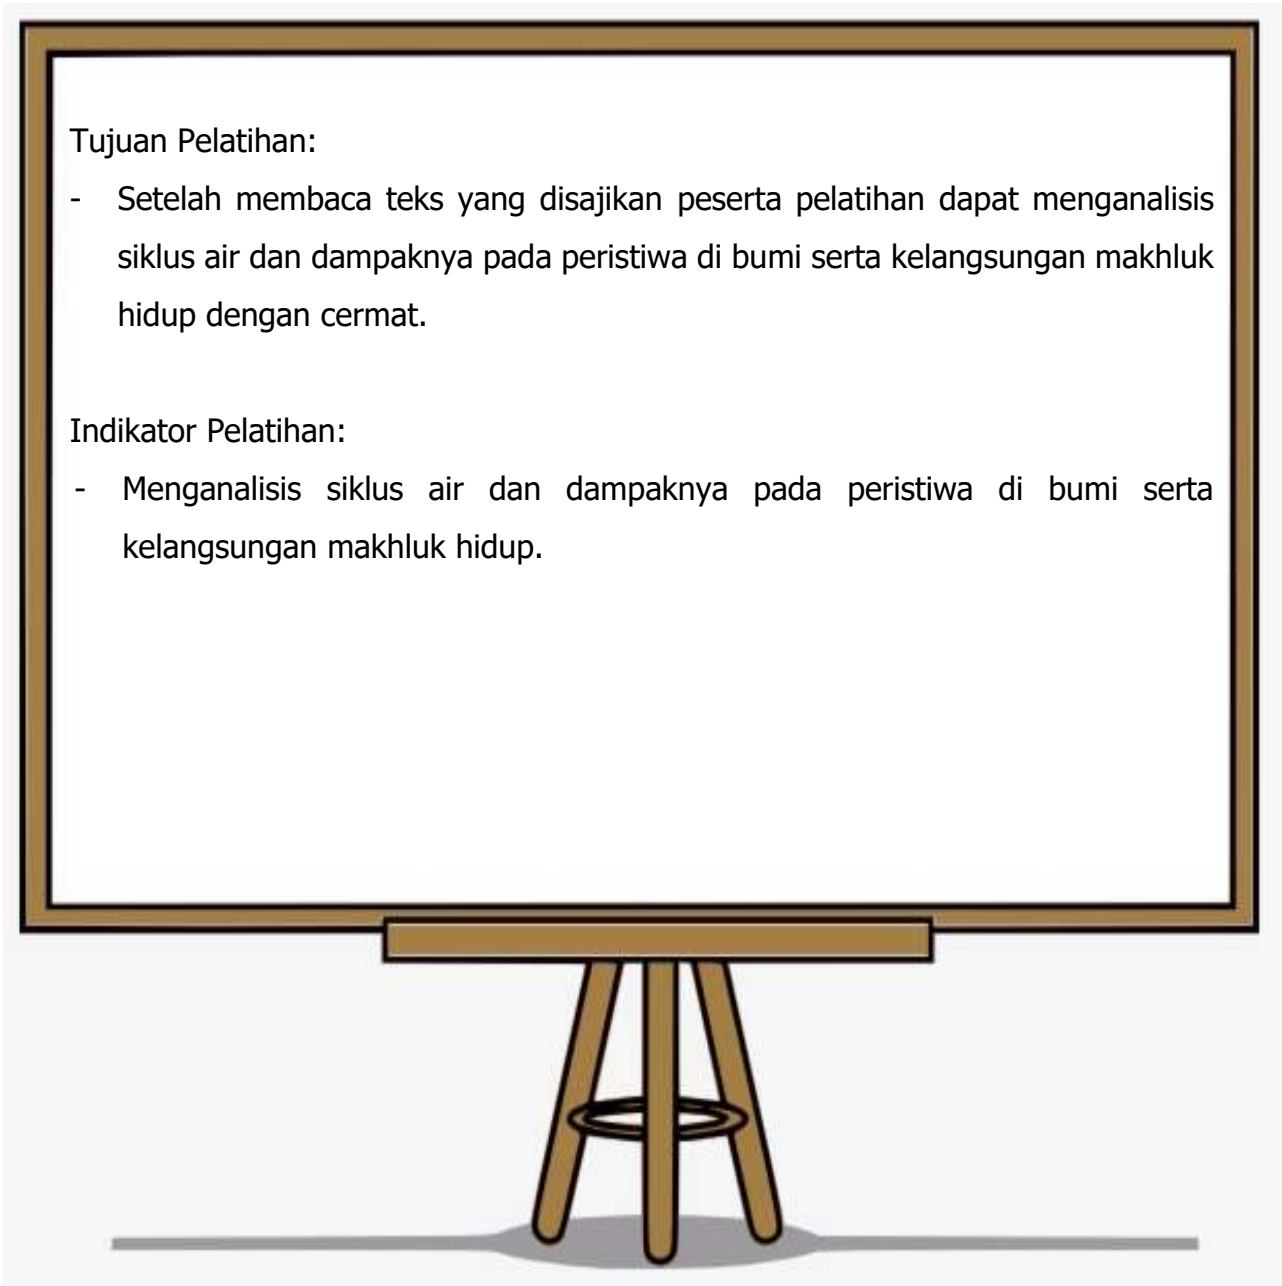 Tujuan Pelatihan:
- Setelah membaca teks yang disajikan peserta pelatihan dapat menganalisis
siklus air dan dampaknya pada peristiwa di bumi serta kelangsungan makhluk
hidup dengan cermat.
Indikator Pelatihan:
- Menganalisis siklus air dan dampaknya pada peristiwa di bumi serta
kelangsungan makhluk hidup.